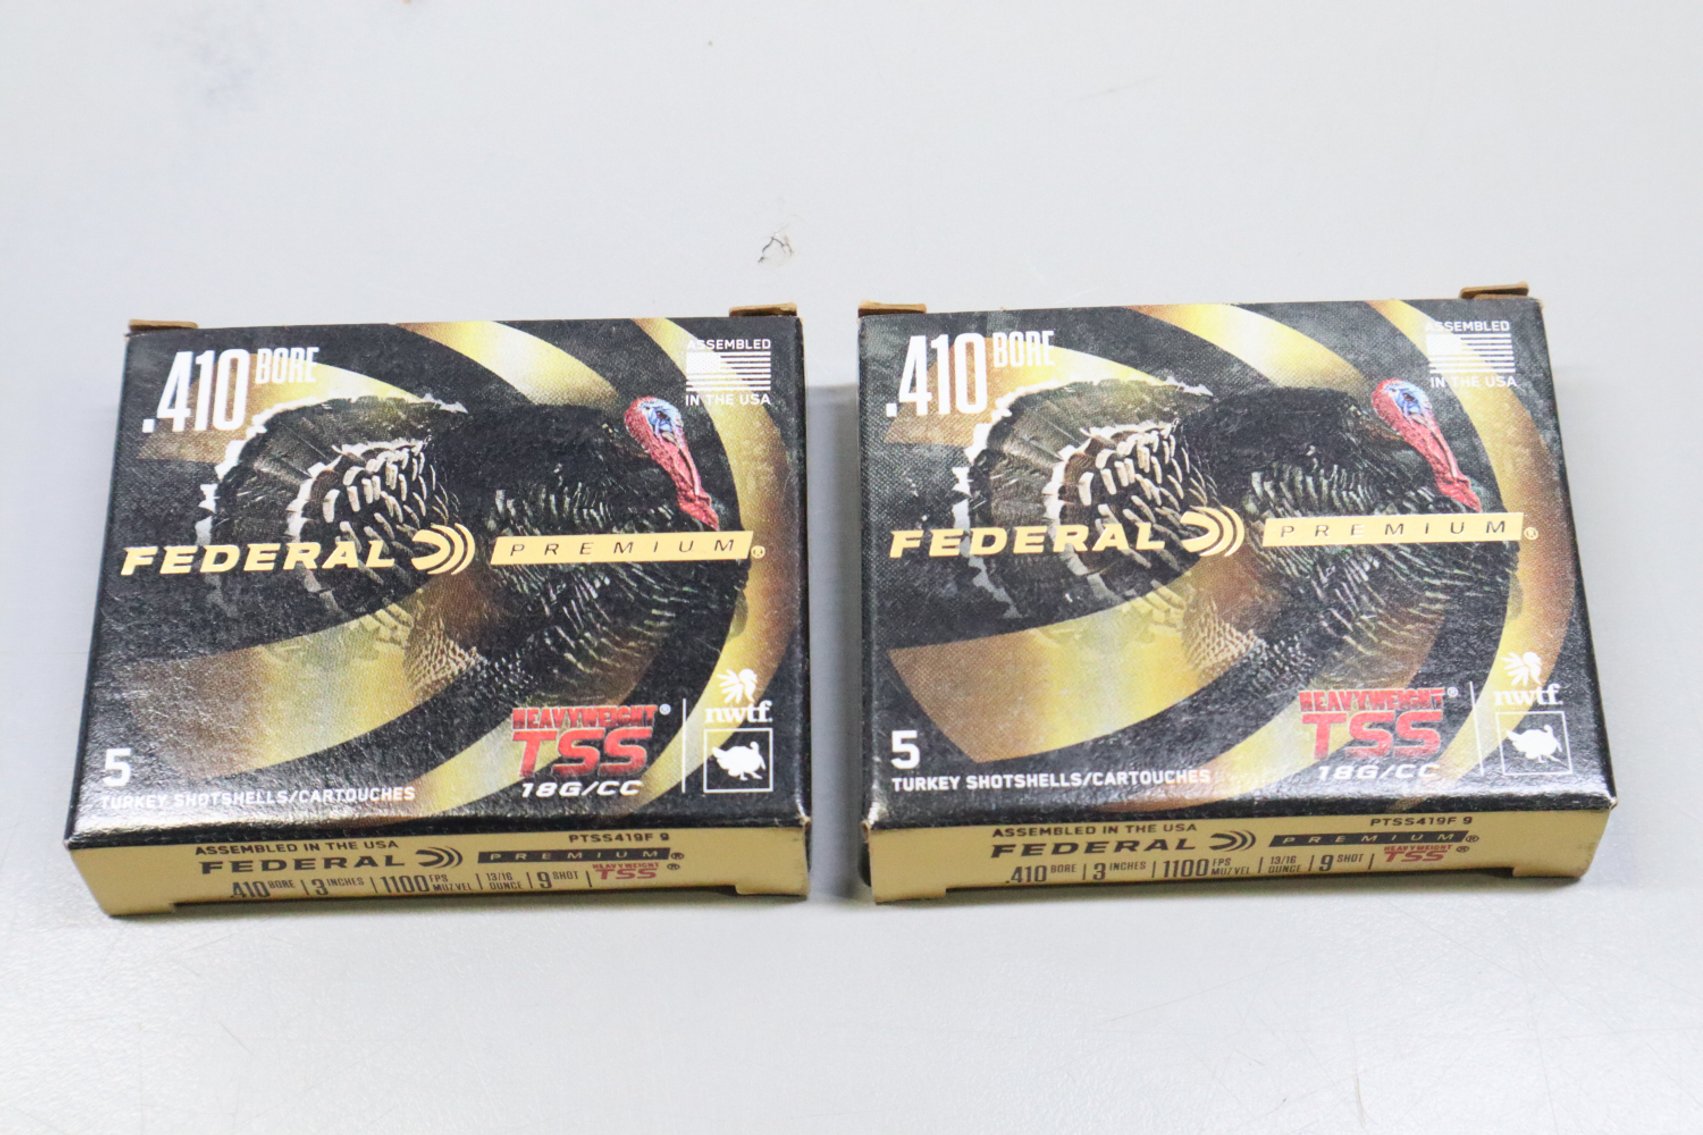 .410 BORE
ASSEMBLED
IN THE USA
FEDERAL PREMIUM®
HEAVYWEIGHT®
TSS
18G/CC
nwtf.
5
TURKEY SHOTSHELLS/CARTOUCHES
PTSS419F 9
ASSEMBLED IN THE USA
FEDERAL PREMIUM®
.410 BORE | 3 INCHES | 1100 FPS MUZ VEL | 13/16 OUNCE | 9 SHOT | HEAVYWEIGHT TSS®
.410 BORE
ASSEMBLED
IN THE USA
FEDERAL PREMIUM®
HEAVYWEIGHT®
TSS
18G/CC
nwtf.
5
TURKEY SHOTSHELLS/CARTOUCHES
PTSS419F 9
ASSEMBLED IN THE USA
FEDERAL PREMIUM®
.410 BORE | 3 INCHES | 1100 FPS MUZ VEL | 13/16 OUNCE | 9 SHOT | HEAVYWEIGHT TSS®